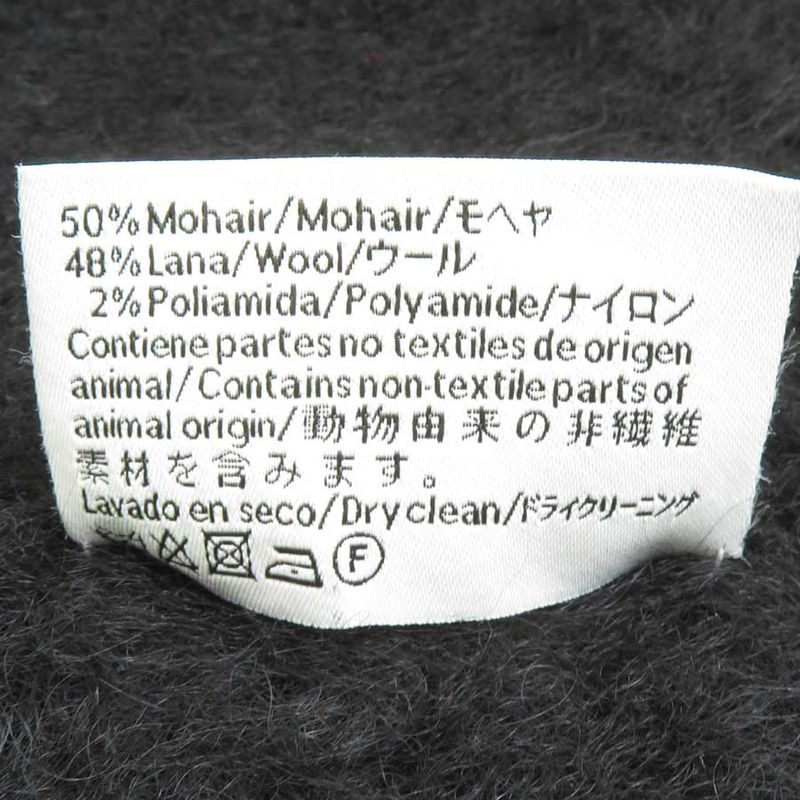 50% Mohair/Mohair/モヘヤ
48% Lana/Wool/ウール
2% Poliamida/Polyamide/ナイロン
Contiene partes no textiles de origen
animal/Contains non-textile parts of
animal origin/動物由来の非繊維
素材を含みます。
Lavado en seco/Dry clean/ドライクリーニング
F